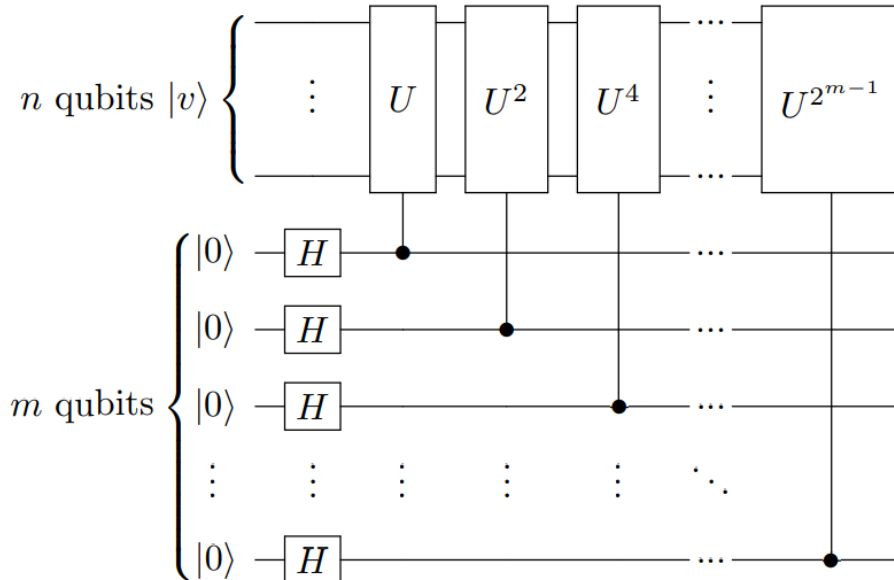 n qubits |v⟩ ⋮ U U² U⁴ ⋮ U^{2^{m−1}}
⋯
⋯
|0⟩ H ⋯
|0⟩ H ⋯
m qubits |0⟩ H ⋯
⋮ ⋮ ⋮ ⋮ ⋮ ⋱
|0⟩ H ⋯